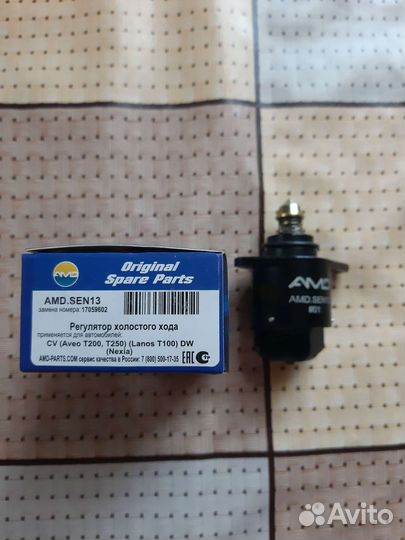 AMD
Original
Spare Parts
AMD.SEN13
замена номера: 17059602
Регулятор холостого хода
применяется для автомобилей:
CV (Aveo T200, T250) (Lanos T100) DW
(Nexia)
AMD-PARTS.COM сервис качества в России: 7 (800) 500-17-35
EAC
AMD
AMD.SEN
#01
Avito